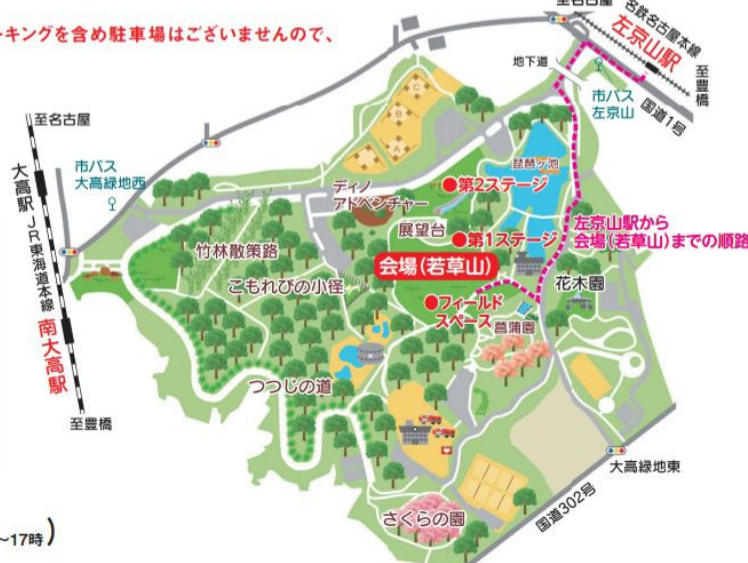 至名古屋
ーキングを含め駐車場はございませんので、
名鉄名古屋本線
左京山駅
至豊橋
地下道
市バス
左京山
国道1号
至名古屋
大高駅
JR東海道本線
南大高駅
至豊橋
市バス
大高緑地西
C
B
A
琵琶ヶ池
ディノ
アドベンチャー
第2ステージ
展望台
第1ステージ
竹林散策路
会場(若草山)
左京山駅から
会場(若草山)までの順路
こもれびの小径
花木園
フィールド
スペース
菖蒲園
つつじの道
大高緑地東
国道302号
さくらの園
~17時)